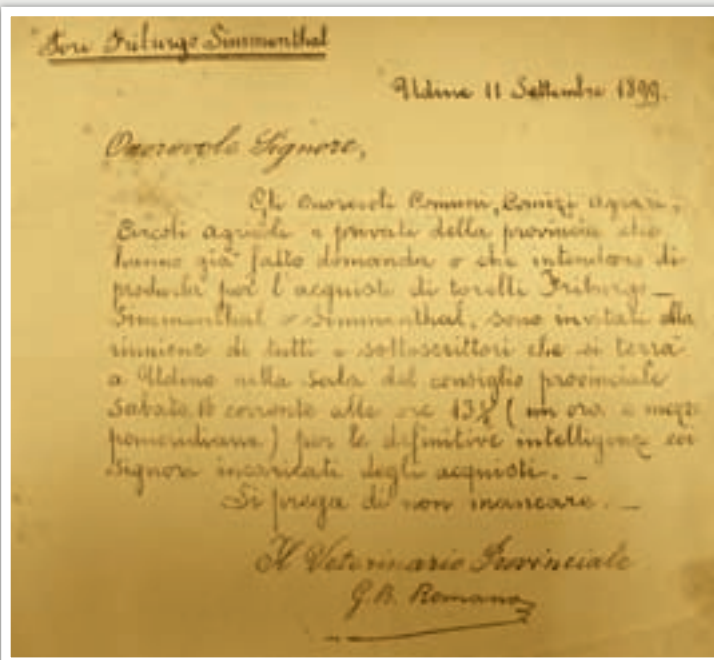 Tori Friburgo Simmenthal
Udine 11 Settembre 1899.
Onorevole Signore,
Gli onorevoli Comuni, Comizi agrari,
Circoli agricoli e privati della provincia che
hanno già fatto domanda o che intendono di
produrla per l'acquisto di torelli Friburgo-
Simmenthal e Simmenthal, sono invitati alla
riunione di tutti i sottoscrittori che si terrà
a Udine nella sala del consiglio provinciale
Sabato 16 corrente alle ore 13½ (un'ora e mezzo
pomeridiane) per le definitive intelligenze coi
Signori incaricati degli acquisti. —
Si prega di non mancare. —
Il Veterinario Provinciale
G.B. Romano